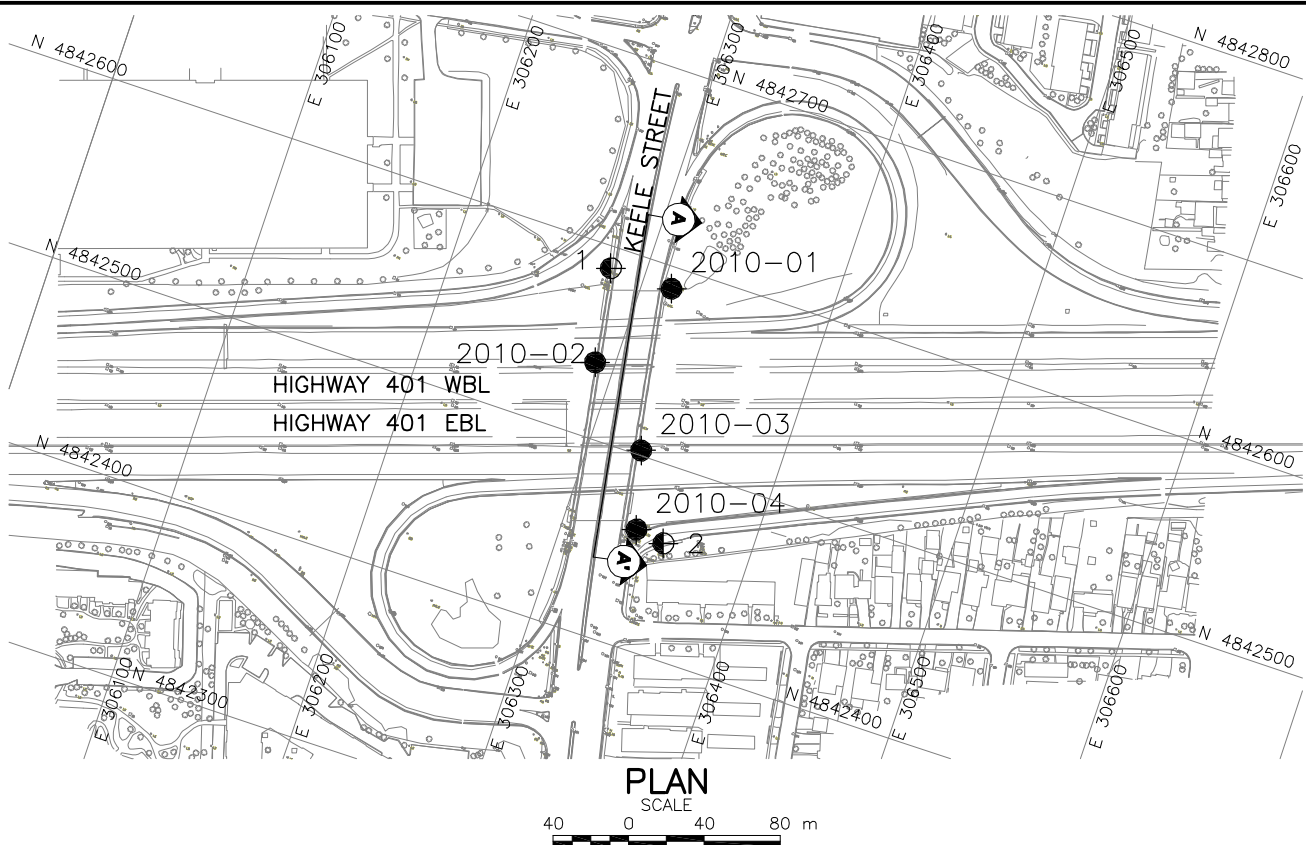 N 4842600
E 306100
E 306200
E 306300
N 4842700
E 306400
E 306500
N 4842800
E 306600
KEELE STREET
A
N 4842500
1
2010-01
2010-02
HIGHWAY 401 WBL
HIGHWAY 401 EBL
2010-03
N 4842400
N 4842600
2010-04
2
A'
N 4842500
E 306100
N 4842300
E 306200
E 306300
E 306400
N 4842400
E 306500
E 306600
PLAN
SCALE
40 0 40 80 m